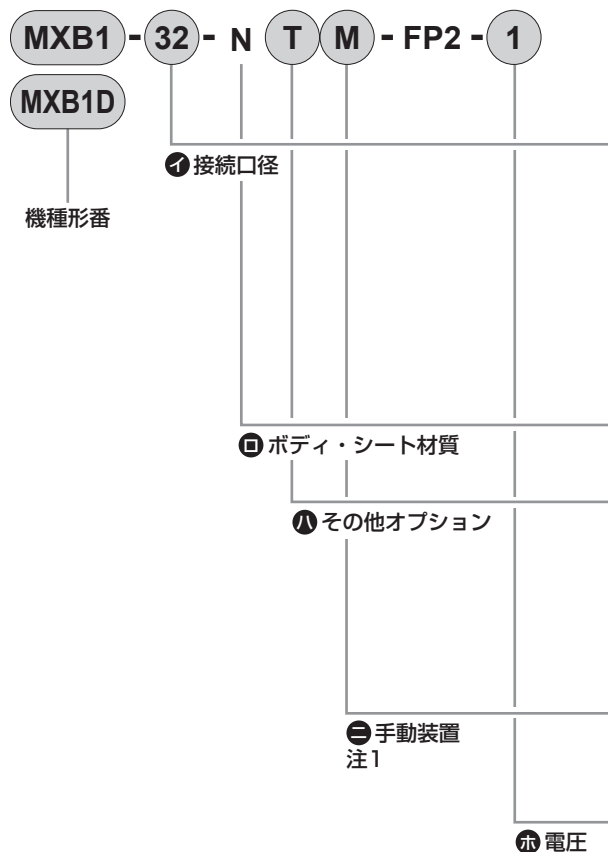 MXB1 - 32 - N T M - FP2 - 1
MXB1D
イ 接続口径
機種形番
ロ ボディ・シート材質
ハ その他オプション
ニ 手動装置
注1
ホ 電圧